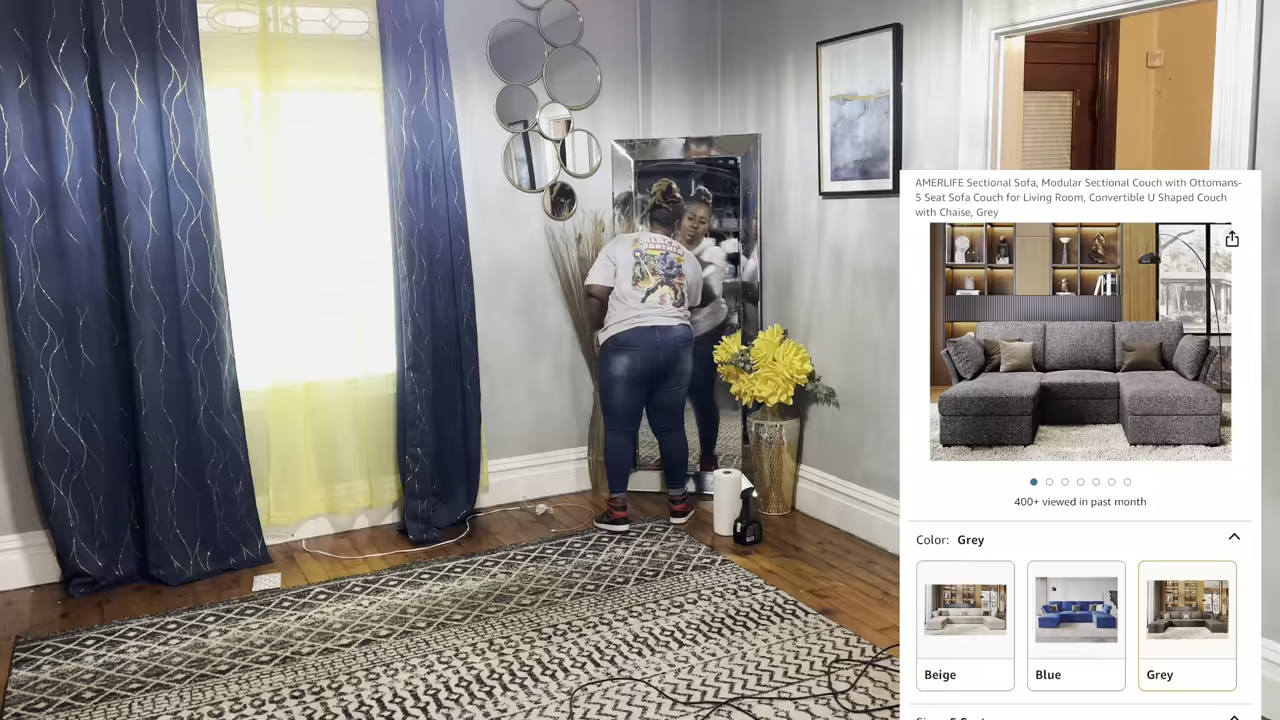 AMERLIFE Sectional Sofa, Modular Sectional Couch with Ottomans-
5 Seat Sofa Couch for Living Room, Convertible U Shaped Couch
with Chaise, Grey
400+ viewed in past month
Color: Grey
Beige
Blue
Grey